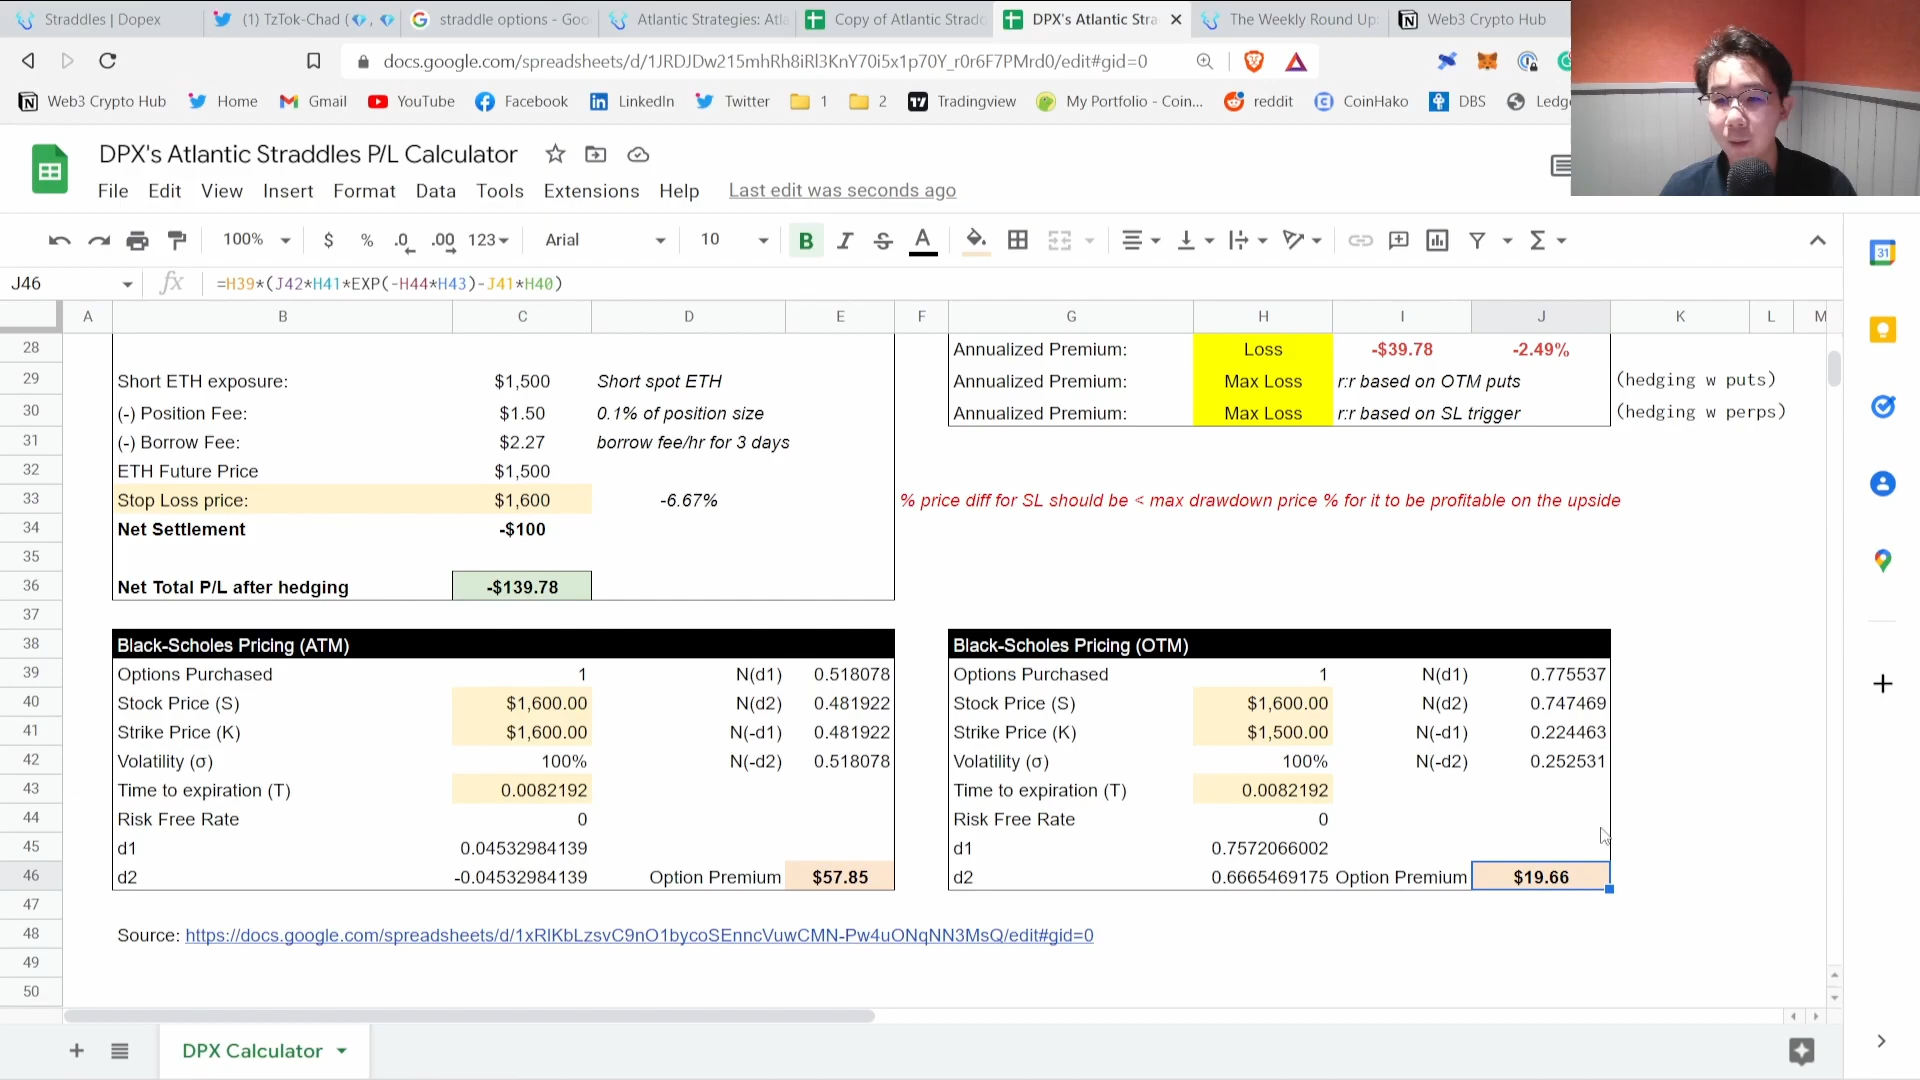 Straddles | Dopex
(1) TzTok-Chad (
straddle options - Goo
Atlantic Strategies: Atla
Copy of Atlantic Stradd
DPX's Atlantic Stra
The Weekly Round Up:
Web3 Crypto Hub
docs.google.com/spreadsheets/d/1JRDJDw215mhRh8iRl3KnY70i5x1p70Y_r0r6F7PMrd0/edit#gid=0
Web3 Crypto Hub
Home
Gmail
YouTube
Facebook
LinkedIn
Twitter
1
2
Tradingview
My Portfolio - Coin...
reddit
CoinHako
DBS
Ledg
DPX's Atlantic Straddles P/L Calculator
File Edit View Insert Format Data Tools Extensions Help Last edit was seconds ago
100% $ % .0 .00 123 Arial 10 B I S A
31
J46 fx =H39*(J42*H41*EXP(-H44*H43)-J41*H40)
A B C D E F G H I J K L M
28 Annualized Premium: Loss -$39.78 -2.49%
29 Short ETH exposure: $1,500 Short spot ETH Annualized Premium: Max Loss r:r based on OTM puts (hedging w puts)
30 (-) Position Fee: $1.50 0.1% of position size Annualized Premium: Max Loss r:r based on SL trigger (hedging w perps)
31 (-) Borrow Fee: $2.27 borrow fee/hr for 3 days
32 ETH Future Price $1,500
33 Stop Loss price: $1,600 -6.67% % price diff for SL should be < max drawdown price % for it to be profitable on the upside
34 Net Settlement -$100
35
36 Net Total P/L after hedging -$139.78
37
38 Black-Scholes Pricing (ATM) Black-Scholes Pricing (OTM)
39 Options Purchased 1 N(d1) 0.518078 Options Purchased 1 N(d1) 0.775537
40 Stock Price (S) $1,600.00 N(d2) 0.481922 Stock Price (S) $1,600.00 N(d2) 0.747469
41 Strike Price (K) $1,600.00 N(-d1) 0.481922 Strike Price (K) $1,500.00 N(-d1) 0.224463
42 Volatility (σ) 100% N(-d2) 0.518078 Volatility (σ) 100% N(-d2) 0.252531
43 Time to expiration (T) 0.0082192 Time to expiration (T) 0.0082192
44 Risk Free Rate 0 Risk Free Rate 0
45 d1 0.04532984139 d1 0.7572066002
46 d2 -0.04532984139 Option Premium $57.85 d2 0.6665469175 Option Premium $19.66
47
48 Source: https://docs.google.com/spreadsheets/d/1xRlKbLzsvC9nO1bycoSEnncVuwCMN-Pw4uONqNN3MsQ/edit#gid=0
49
50
DPX Calculator